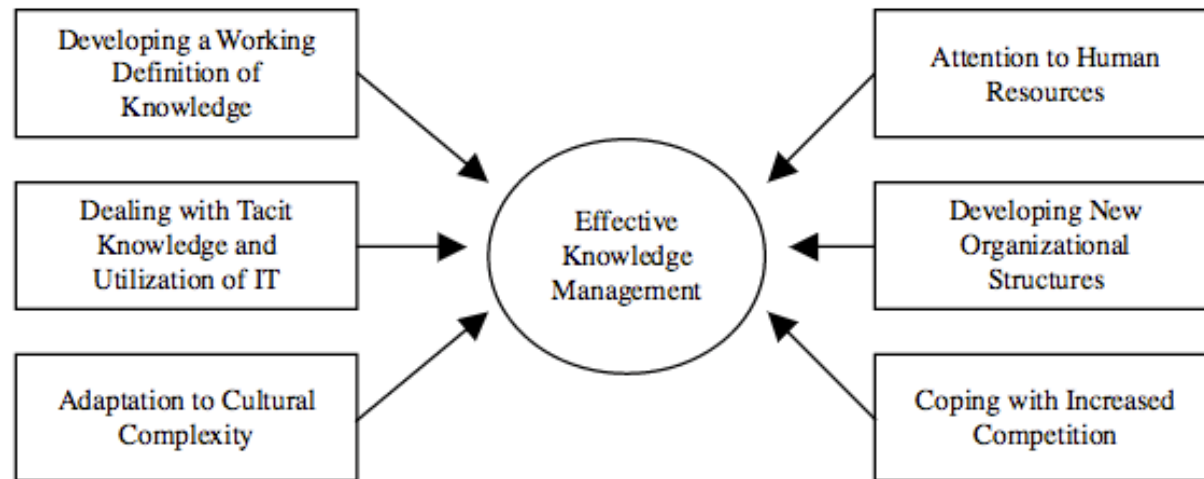 Developing a Working
Definition of
Knowledge
Dealing with Tacit
Knowledge and
Utilization of IT
Adaptation to Cultural
Complexity
Effective
Knowledge
Management
Attention to Human
Resources
Developing New
Organizational
Structures
Coping with Increased
Competition